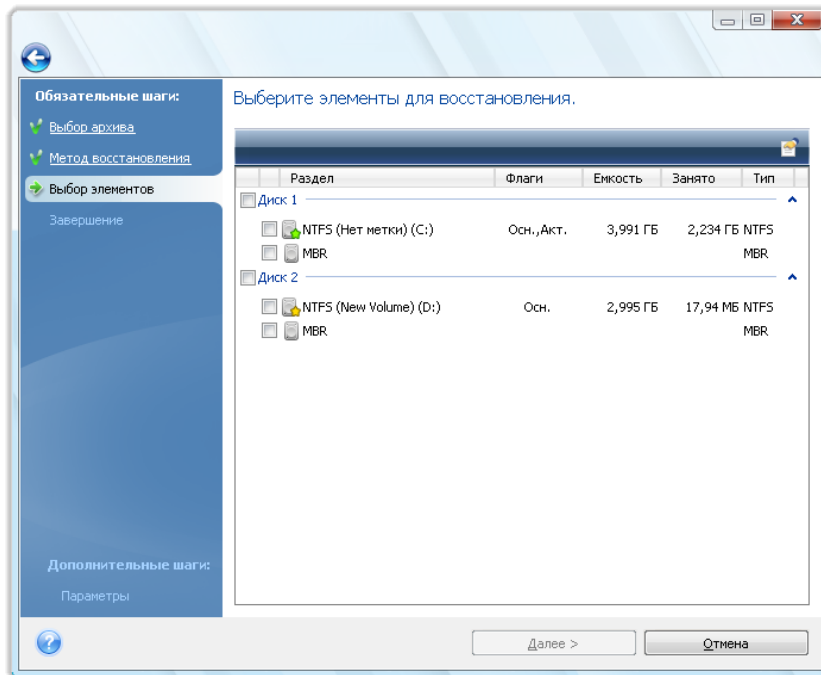 Обязательные шаги:
Выбор архива
Метод восстановления
Выбор элементов
Завершение
Дополнительные шаги:
Параметры
Выберите элементы для восстановления.
Раздел Флаги Емкость Занято Тип
Диск 1
NTFS (Нет метки) (C:) Осн.,Акт. 3,991 ГБ 2,234 ГБ NTFS
MBR MBR
Диск 2
NTFS (New Volume) (D:) Осн. 2,995 ГБ 17,94 МБ NTFS
MBR MBR
Далее >
Отмена